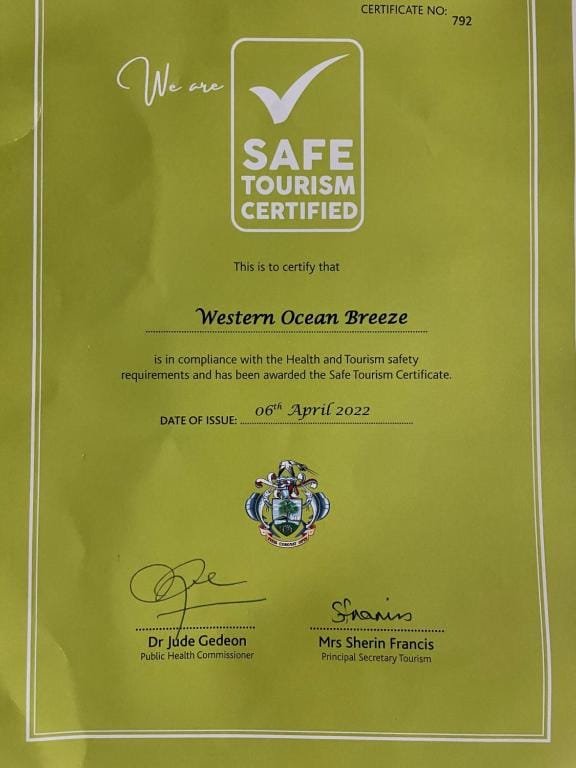 CERTIFICATE NO: 792
We are
SAFE
TOURISM
CERTIFIED
This is to certify that
Western Ocean Breeze
is in compliance with the Health and Tourism safety
requirements and has been awarded the Safe Tourism Certificate.
DATE OF ISSUE: 06th April 2022
SFrancis
Dr Jude Gedeon
Mrs Sherin Francis
Public Health Commissioner
Principal Secretary Tourism